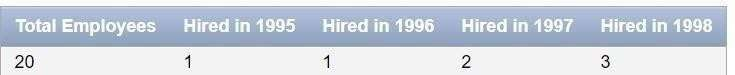 Total Employees Hired in 1995 Hired in 1996 Hired in 1997 Hired in 1998
20 1 1 2 3